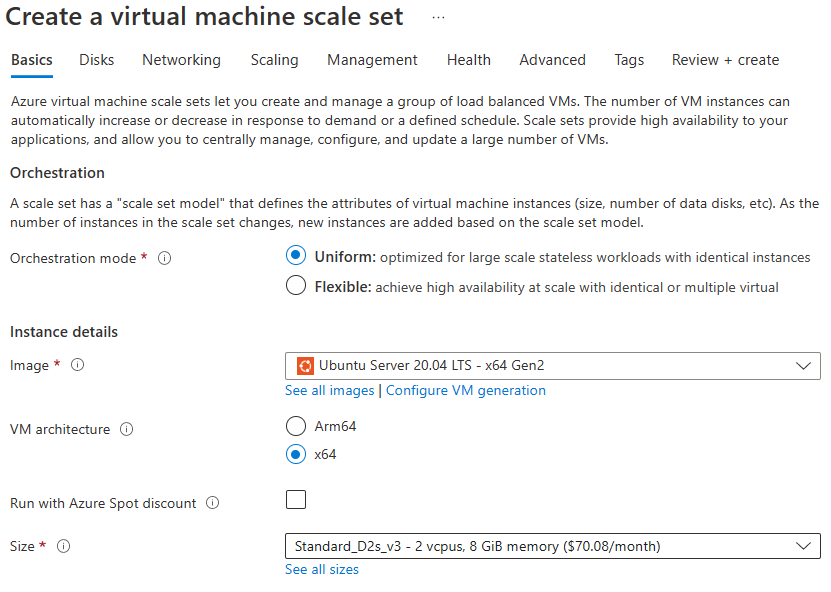 Create a virtual machine scale set ...
Basics Disks Networking Scaling Management Health Advanced Tags Review + create
Azure virtual machine scale sets let you create and manage a group of load balanced VMs. The number of VM instances can
automatically increase or decrease in response to demand or a defined schedule. Scale sets provide high availability to your
applications, and allow you to centrally manage, configure, and update a large number of VMs.
Orchestration
A scale set has a "scale set model" that defines the attributes of virtual machine instances (size, number of data disks, etc). As the
number of instances in the scale set changes, new instances are added based on the scale set model.
Orchestration mode *
Uniform: optimized for large scale stateless workloads with identical instances
Flexible: achieve high availability at scale with identical or multiple virtual
Instance details
Image *
Ubuntu Server 20.04 LTS - x64 Gen2
See all images | Configure VM generation
VM architecture
Arm64
x64
Run with Azure Spot discount
Size *
Standard_D2s_v3 - 2 vcpus, 8 GiB memory ($70.08/month)
See all sizes